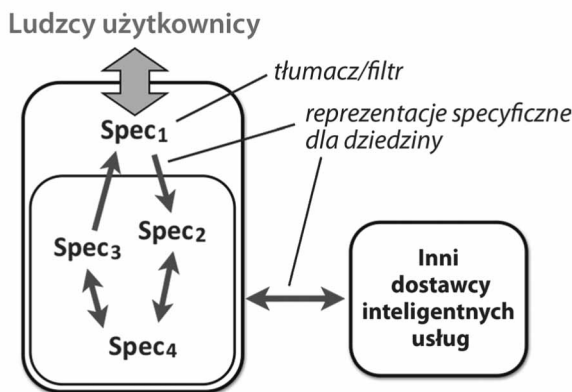 Ludzcy użytkownicy
tłumacz/filtr
Spec1
reprezentacje specyficzne
dla dziedziny
Spec3
Spec2
Spec4
Inni
dostawcy
inteligentnych
usług